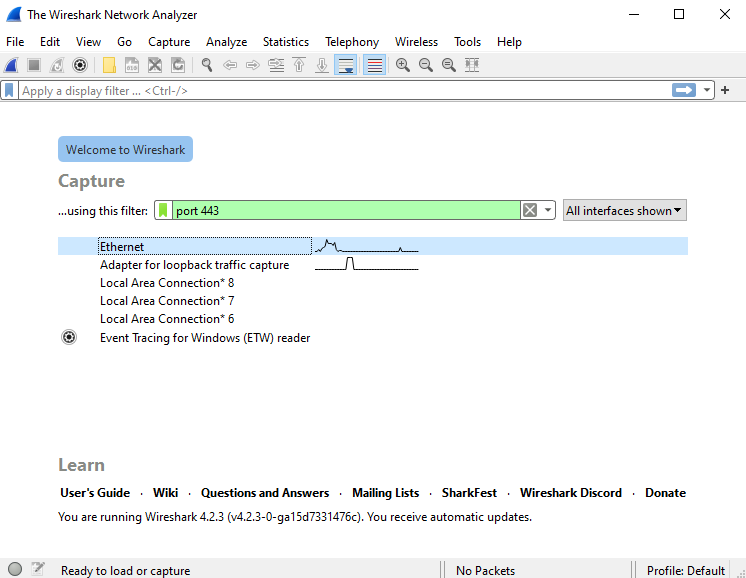 The Wireshark Network Analyzer
File Edit View Go Capture Analyze Statistics Telephony Wireless Tools Help
Apply a display filter ... <Ctrl-/>
Welcome to Wireshark
Capture
...using this filter: port 443 All interfaces shown
Ethernet
Adapter for loopback traffic capture
Local Area Connection* 8
Local Area Connection* 7
Local Area Connection* 6
Event Tracing for Windows (ETW) reader
Learn
User's Guide · Wiki · Questions and Answers · Mailing Lists · SharkFest · Wireshark Discord · Donate
You are running Wireshark 4.2.3 (v4.2.3-0-ga15d7331476c). You receive automatic updates.
Ready to load or capture No Packets Profile: Default